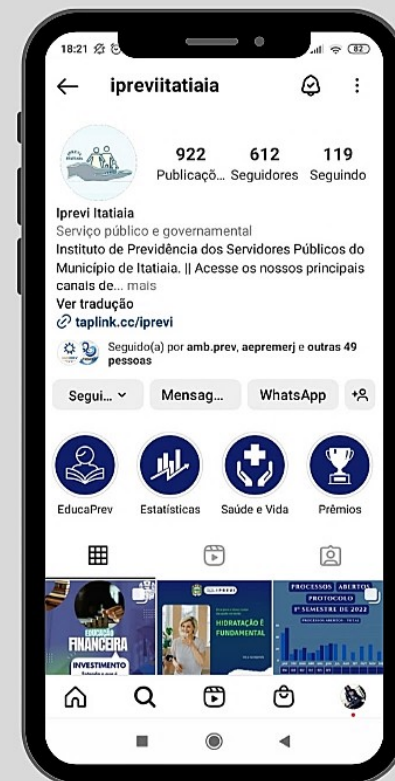 18:21
82
ipreviitatiaia
922 612 119
Publicaçõ... Seguidores Seguindo
Iprevi Itatiaia
Serviço público e governamental
Instituto de Previdência dos Servidores Públicos do
Município de Itatiaia. || Acesse os nossos principais
canais de... mais
Ver tradução
taplink.cc/iprevi
Seguido(a) por amb.prev, aepremerj e outras 49
pessoas
Segui... Mensag... WhatsApp
EducaPrev Estatísticas Saúde e Vida Prêmios
EDUCAÇÃO
FINANCEIRA
INVESTIMENTO
IPREVI
HIDRATAÇÃO É
FUNDAMENTAL
PROCESSOS ABERTOS
PROTOCOLO
1º SEMESTRE DE 2022